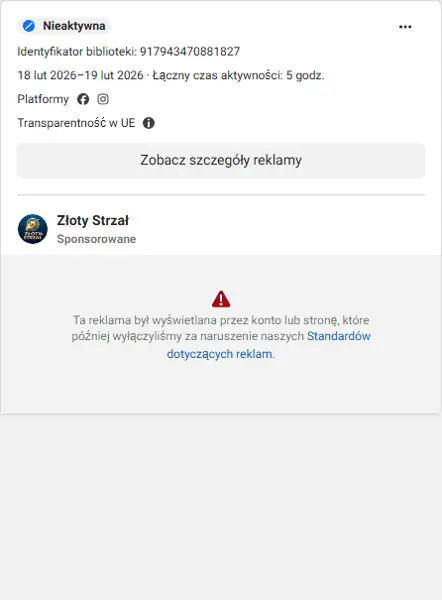 Nieaktywna
Identyfikator biblioteki: 917943470881827
18 lut 2026–19 lut 2026 · Łączny czas aktywności: 5 godz.
Platformy
Transparentność w UE
Zobacz szczegóły reklamy
ZŁOTY STRZAŁ
Złoty Strzał
Sponsorowane
Ta reklama był wyświetlana przez konto lub stronę, które
później wyłączyliśmy za naruszenie naszych Standardów
dotyczących reklam.